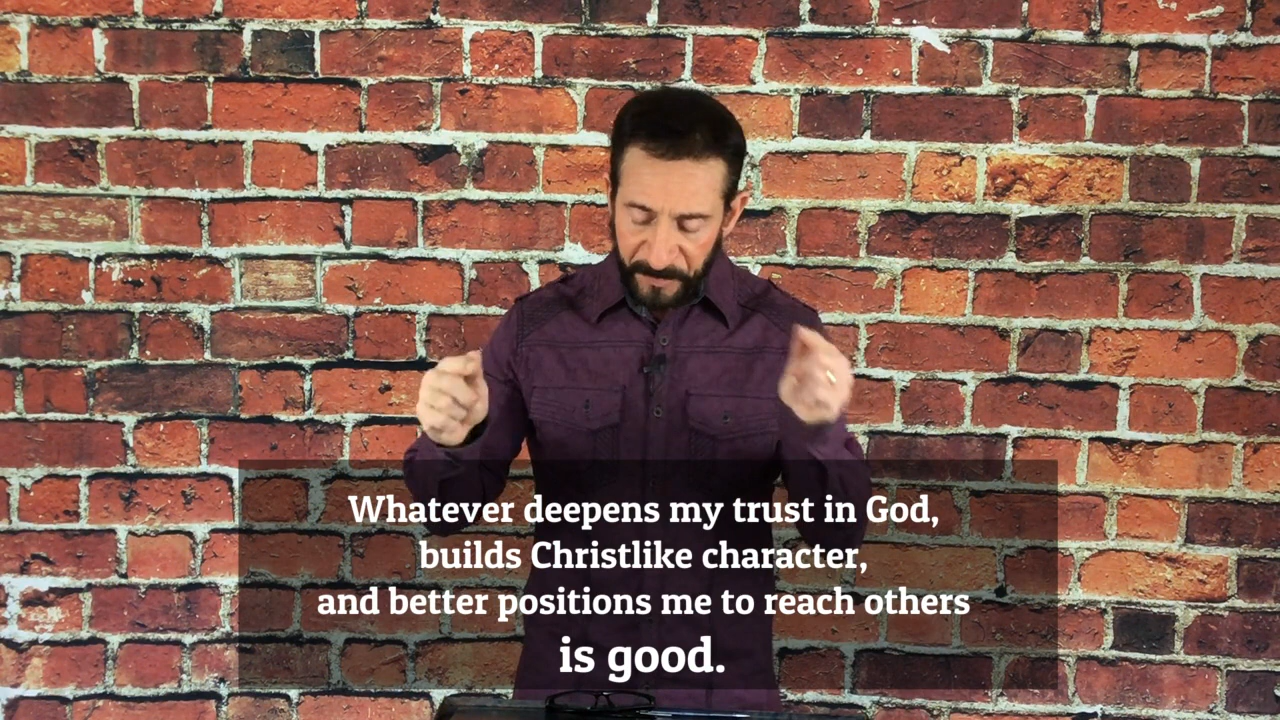 Whatever deepens my trust in God,
builds Christlike character,
and better positions me to reach others
is good.